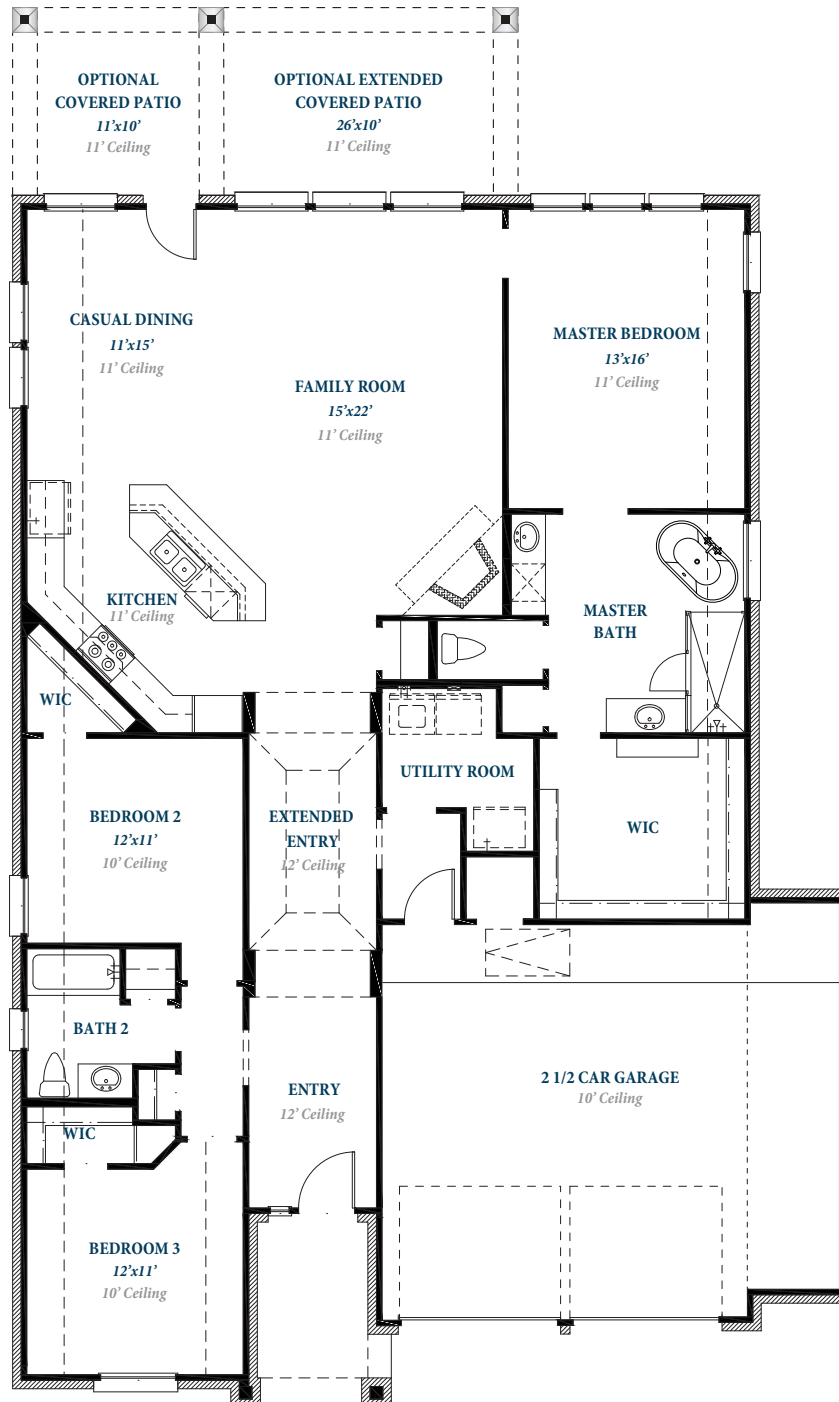 OPTIONAL
COVERED PATIO
11’x10’
11’ Ceiling
OPTIONAL EXTENDED
COVERED PATIO
26’x10’
11’ Ceiling
CASUAL DINING
11’x15’
11’ Ceiling
FAMILY ROOM
15’x22’
11’ Ceiling
MASTER BEDROOM
13’x16’
11’ Ceiling
KITCHEN
11’ Ceiling
MASTER
BATH
WIC
UTILITY ROOM
BEDROOM 2
12’x11’
10’ Ceiling
EXTENDED
ENTRY
12’ Ceiling
WIC
BATH 2
ENTRY
12’ Ceiling
2 1/2 CAR GARAGE
10’ Ceiling
WIC
BEDROOM 3
12’x11’
10’ Ceiling